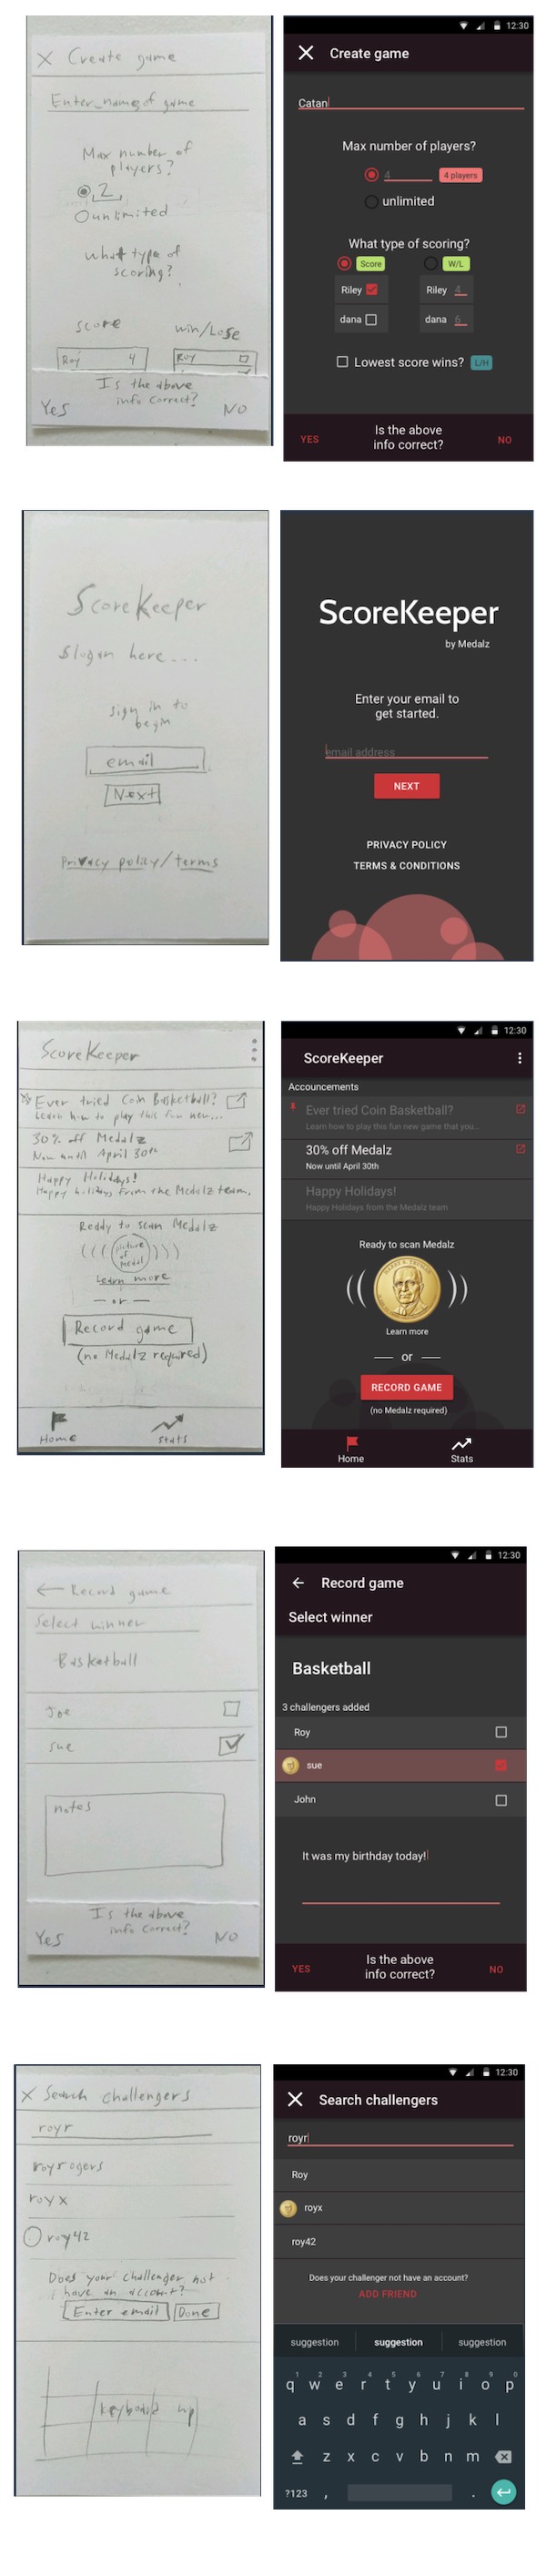 X Create game
Enter name of game
Max number of
players?
2
unlimited
what type of
scoring?
score
win/Lose
Roy 4
Roy
Is the above
info correct?
Yes
NO
12:30
Create game
Catan
Max number of players?
4
4 players
unlimited
What type of scoring?
Score
W/L
Riley
Riley 4
dana
dana 6
Lowest score wins?
L/H
YES
Is the above
info correct?
NO
ScoreKeeper
Slogan here...
sign in to
begin
email
Next
Privacy policy/terms
ScoreKeeper
by Medalz
Enter your email to
get started.
email address
NEXT
PRIVACY POLICY
TERMS & CONDITIONS
ScoreKeeper
Ever tried Coin Basketball?
Learn how to play this fun new...
30% off Medalz
Now until April 30th
Happy Holidays!
Happy holidays from the Medalz team.
Ready to scan Medalz
picture
of
medal
Learn more
- or -
Record game
(no Medalz required)
Home
Stats
12:30
ScoreKeeper
Accouncements
Ever tried Coin Basketball?
Learn how to play this fun new game that you...
30% off Medalz
Now until April 30th
Happy Holidays!
Happy Holidays from the Medalz team
Ready to scan Medalz
Learn more
or
RECORD GAME
(no Medalz required)
Home
Stats
Record game
Select winner
Basketball
Joe
sue
notes
Is the above
info correct?
Yes
NO
12:30
Record game
Select winner
Basketball
3 challengers added
Roy
sue
John
It was my birthday today!
YES
Is the above
info correct?
NO
X Search challengers
royr
royrogers
royx
roy42
Does your challenger not
have an account?
Enter email
Done
keyboard up
12:30
Search challengers
royr
Roy
royx
roy42
Does your challenger not have an account?
ADD FRIEND
suggestion
suggestion
suggestion
1 2 3 4 5 6 7 8 9 0
q w e r t y u i o p
a s d f g h j k l
z x c v b n m
?123 , .